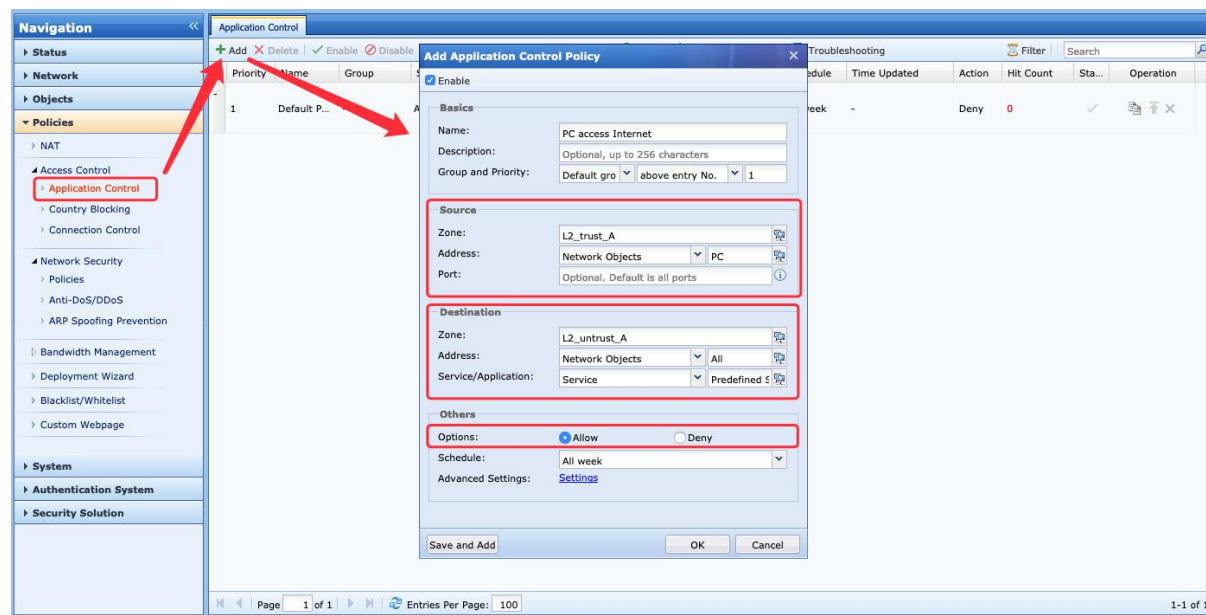 Navigation
Status
Network
Objects
Policies
NAT
Access Control
Application Control
Country Blocking
Connection Control
Network Security
Policies
Anti-DoS/DDoS
ARP Spoofing Prevention
Bandwidth Management
Deployment Wizard
Blacklist/Whitelist
Custom Webpage
System
Authentication System
Security Solution
Application Control
Add Delete Enable Disable Troubleshooting Filter Search
Priority Name Group Time Updated Action Hit Count Sta... Operation
1 Default P... - Deny 0
Add Application Control Policy
Enable
Basics
Name: PC access Internet
Description: Optional, up to 256 characters
Group and Priority: Default gro above entry No. 1
Source
Zone: L2_trust_A
Address: Network Objects PC
Port: Optional. Default is all ports
Destination
Zone: L2_untrust_A
Address: Network Objects All
Service/Application: Service Predefined S
Others
Options: Allow Deny
Schedule: All week
Advanced Settings: Settings
Save and Add OK Cancel
Page 1 of 1 Entries Per Page: 100 1-1 of 1